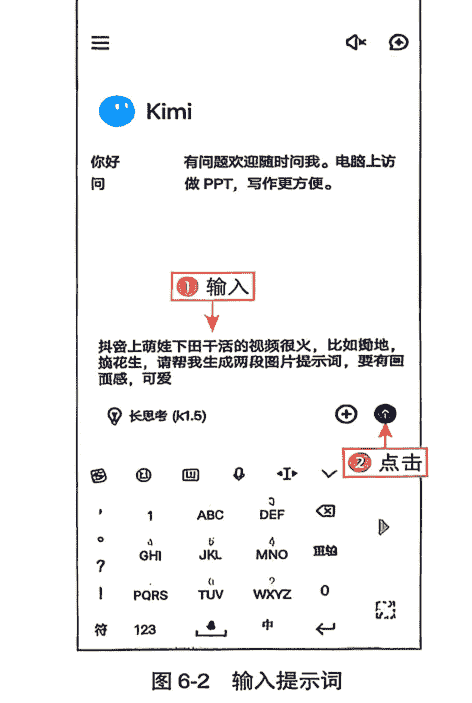 Kimi
你好 有问题欢迎随时问我。电脑上访
问 做 PPT，写作更方便。
1 输入
抖音上萌娃下田干活的视频很火，比如锄地，
摘花生，请帮我生成两段图片提示词，要有画
面感，可爱
长思考 (k1.5)
2 点击
， 1 ABC DEF
。 GHI JKL MNO 重输
？
！ PQRS TUV WXYZ 0
符 123 中
图 6-2 输入提示词